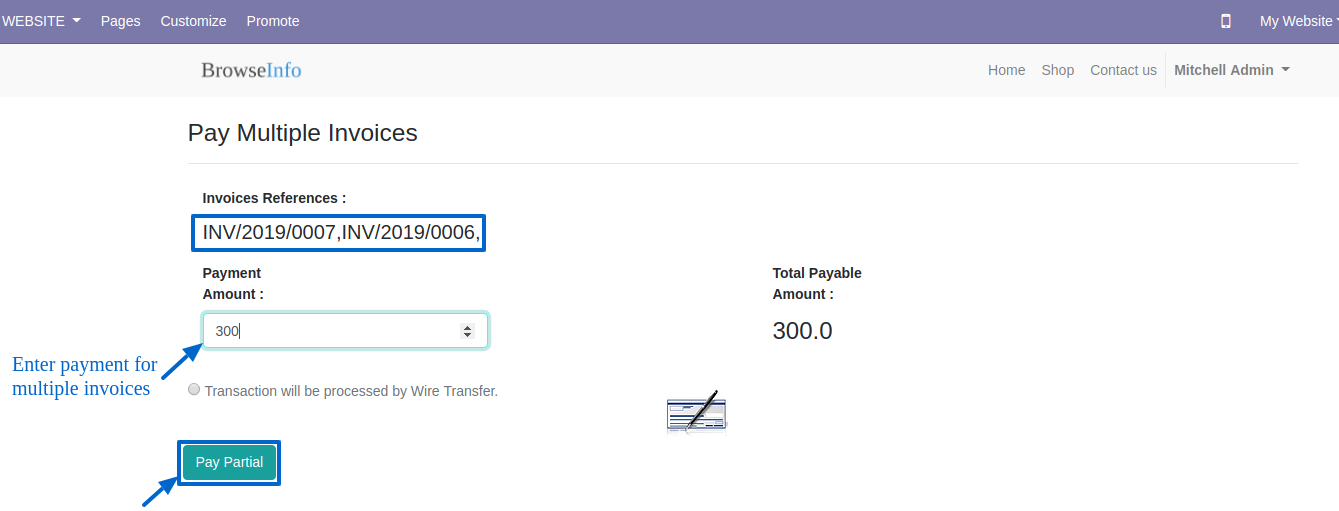 WEBSITE Pages Customize Promote My Website
BrowseInfo Home Shop Contact us Mitchell Admin
Pay Multiple Invoices
Invoices References :
INV/2019/0007,INV/2019/0006,
Payment
Amount :
Total Payable
Amount :
300
300.0
Enter payment for
multiple invoices
Transaction will be processed by Wire Transfer.
Pay Partial